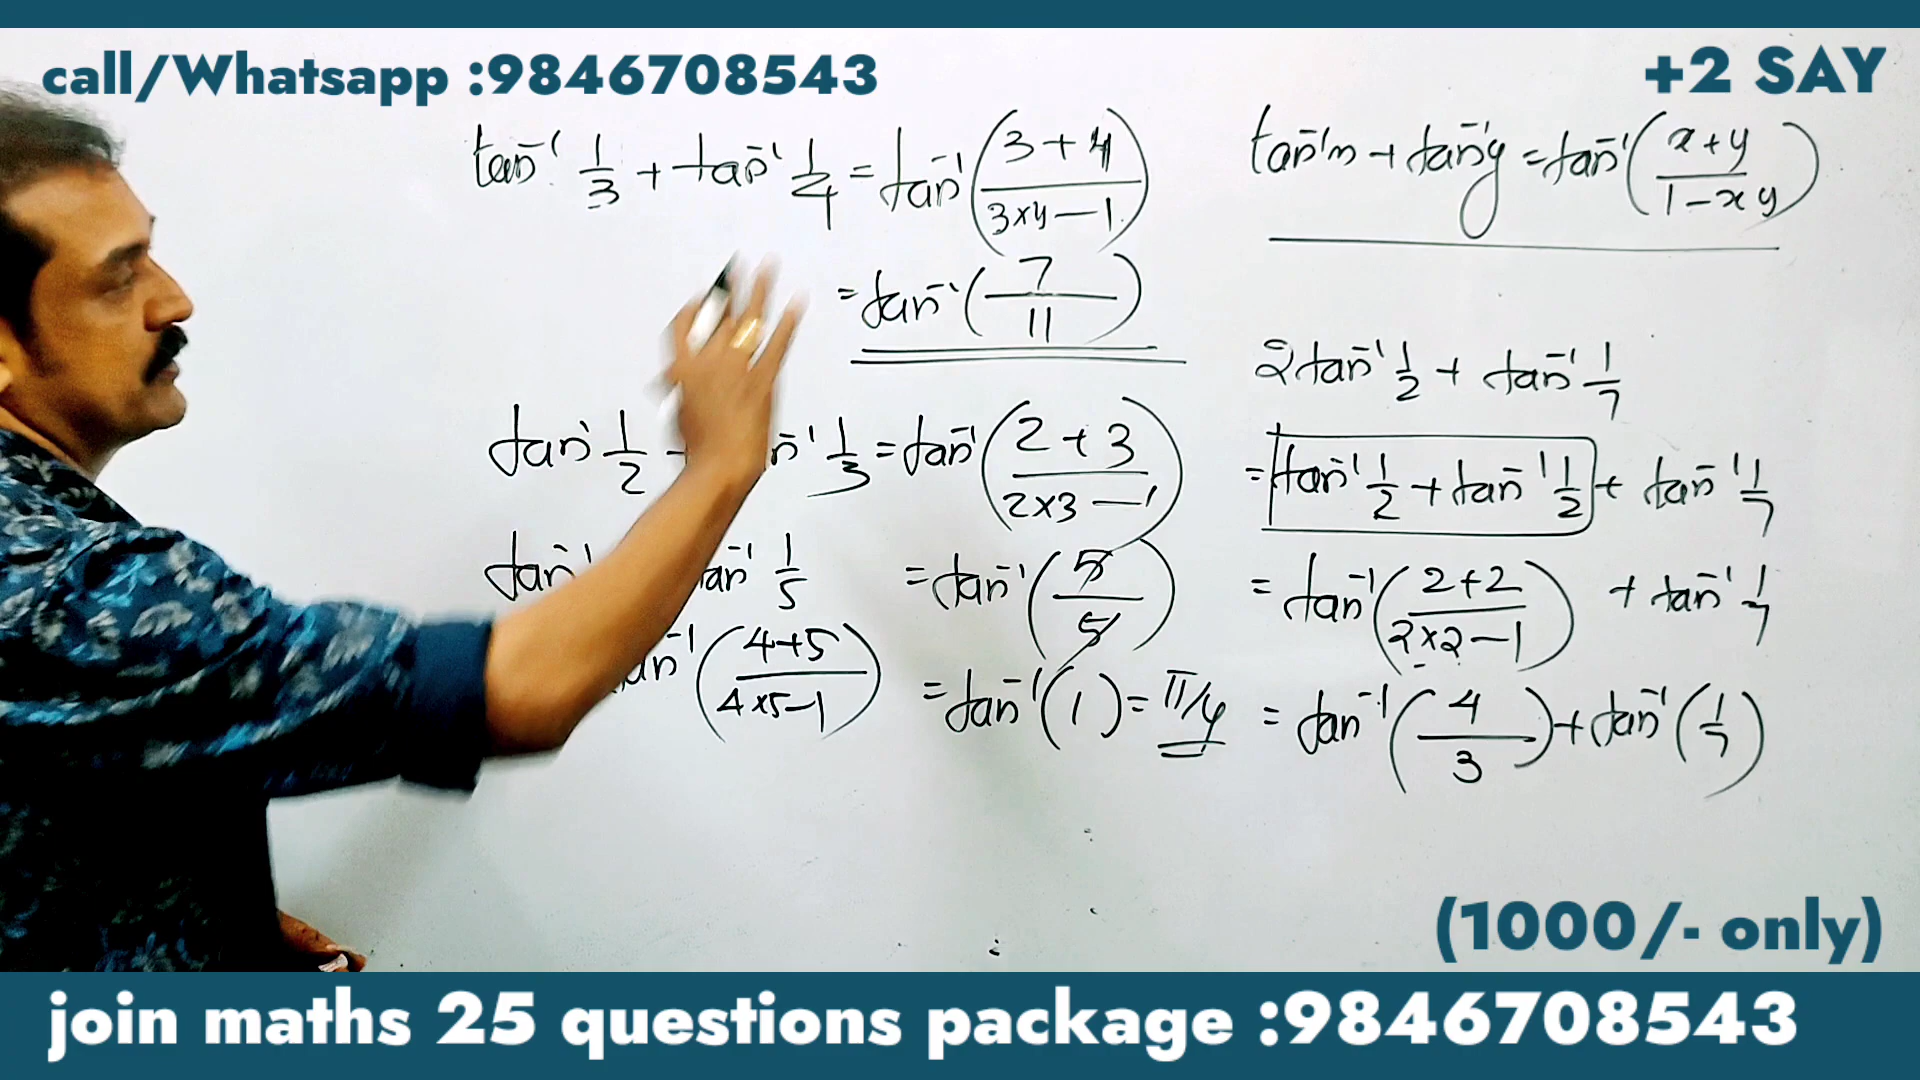 call/Whatsapp :9846708543
+2 SAY
tan⁻¹ 1/3 + tan⁻¹ 1/4 = tan⁻¹ (3+4 / 3×4−1)
= tan⁻¹ (7 / 11)
tan⁻¹ 1/2 1/3 = tan⁻¹ (2+3 / 2×3−1)
= tan⁻¹ (5 / 5)
= tan⁻¹ (1) = π/4
tan⁻¹ tan⁻¹ 1/5
(4+5 / 4×5−1)
tan⁻¹x + tan⁻¹y = tan⁻¹ (x+y / 1−xy)
2tan⁻¹ 1/2 + tan⁻¹ 1/7
= tan⁻¹ 1/2 + tan⁻¹ 1/2 + tan⁻¹ 1/7
= tan⁻¹ (2+2 / 2×2−1) + tan⁻¹ 1/7
= tan⁻¹ (4 / 3) + tan⁻¹ (1/7)
(1000/- only)
join maths 25 questions package :9846708543